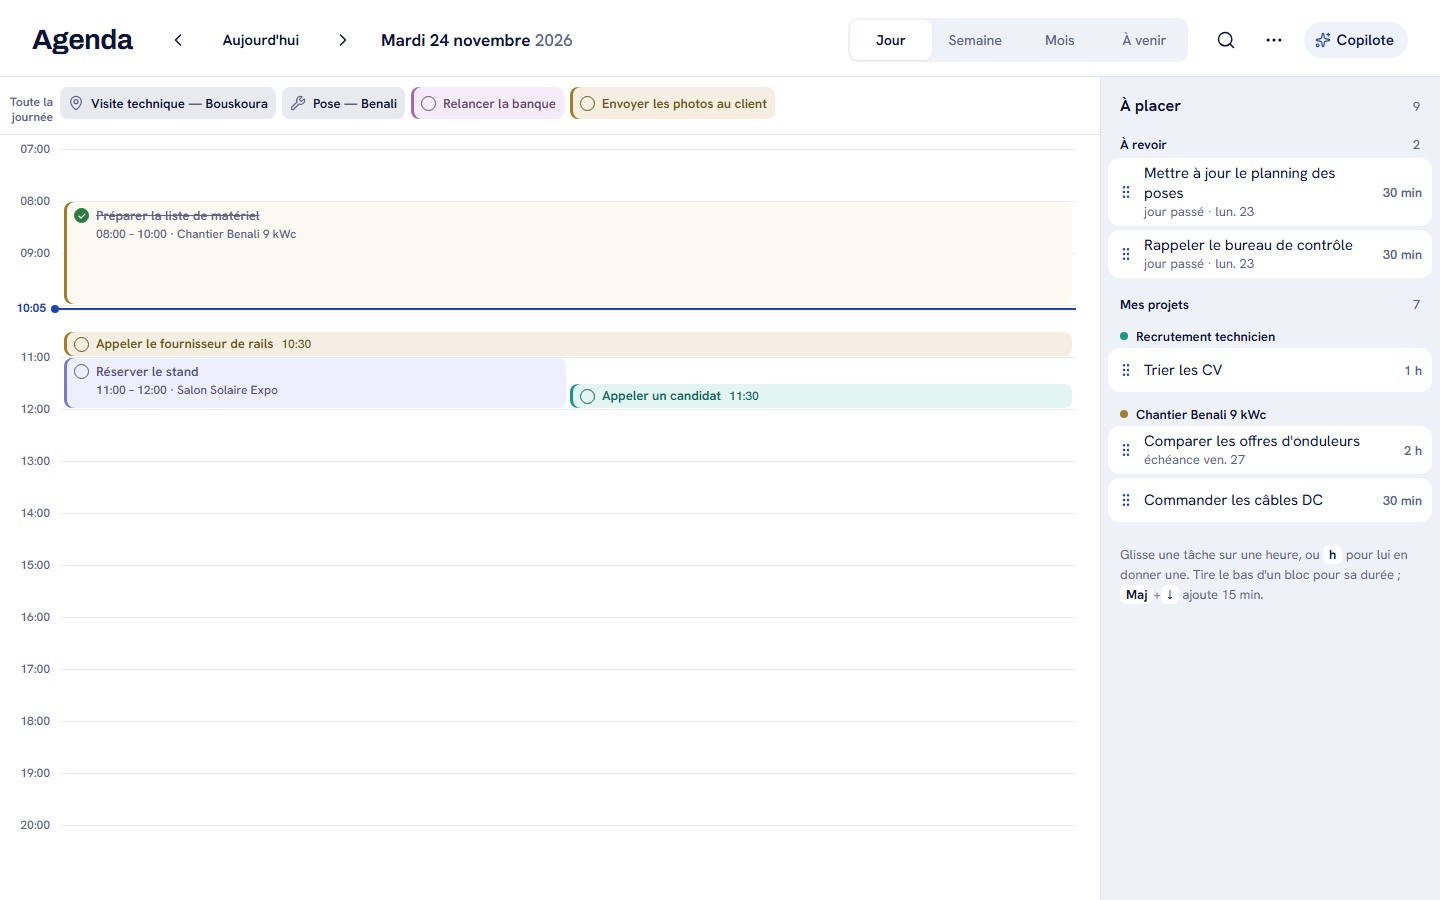 Agenda
Aujourd'hui
Mardi 24 novembre 2026
Jour
Semaine
Mois
À venir
Copilote
Toute la
journée
Visite technique — Bouskoura
Pose — Benali
Relancer la banque
Envoyer les photos au client
07:00
08:00
Préparer la liste de matériel
08:00 – 10:00 · Chantier Benali 9 kWc
09:00
10:05
Appeler le fournisseur de rails 10:30
11:00
Réserver le stand
11:00 – 12:00 · Salon Solaire Expo
Appeler un candidat 11:30
12:00
13:00
14:00
15:00
16:00
17:00
18:00
19:00
20:00
À placer 9
À revoir 2
Mettre à jour le planning des
poses
jour passé · lun. 23
30 min
Rappeler le bureau de contrôle
jour passé · lun. 23
30 min
Mes projets 7
Recrutement technicien
Trier les CV 1 h
Chantier Benali 9 kWc
Comparer les offres d'onduleurs
échéance ven. 27
2 h
Commander les câbles DC 30 min
Glisse une tâche sur une heure, ou h pour lui en
donner une. Tire le bas d'un bloc pour sa durée ;
Maj + ↓ ajoute 15 min.